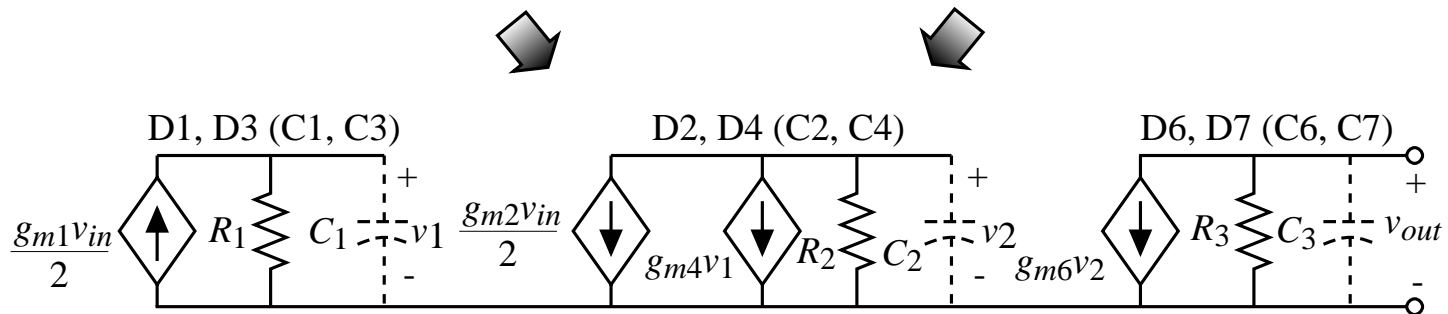 D1, D3 (C1, C3)
D2, D4 (C2, C4)
D6, D7 (C6, C7)
gm1vin
2
R1
C1
+
v1
-
gm2vin
2
gm4v1
R2
C2
+
v2
-
gm6v2
R3
C3
+
vout
-